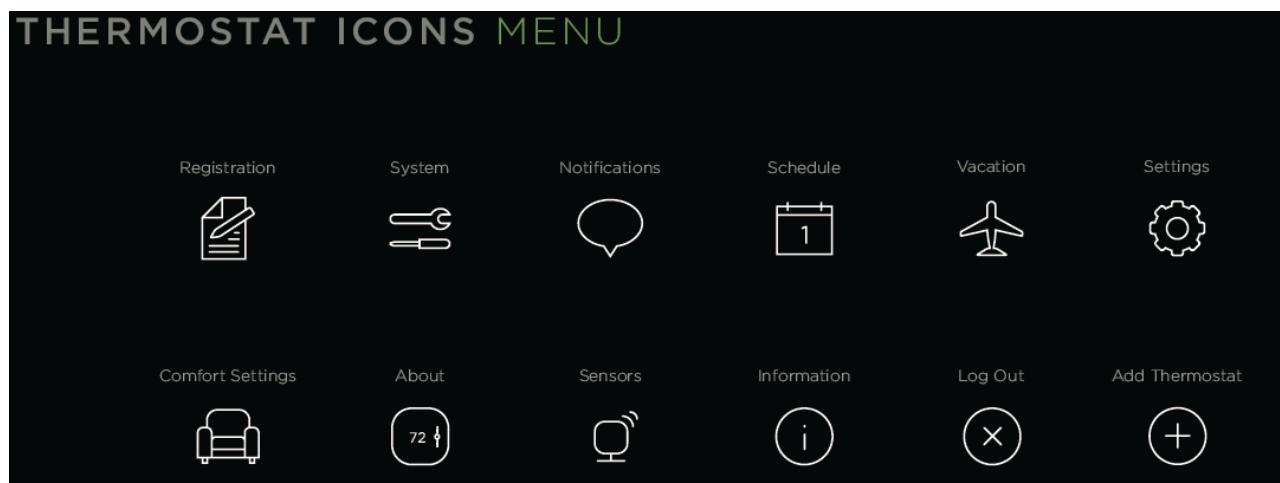 THERMOSTAT ICONS MENU
Registration System Notifications Schedule Vacation Settings
1
Comfort Settings About Sensors Information Log Out Add Thermostat
72 i